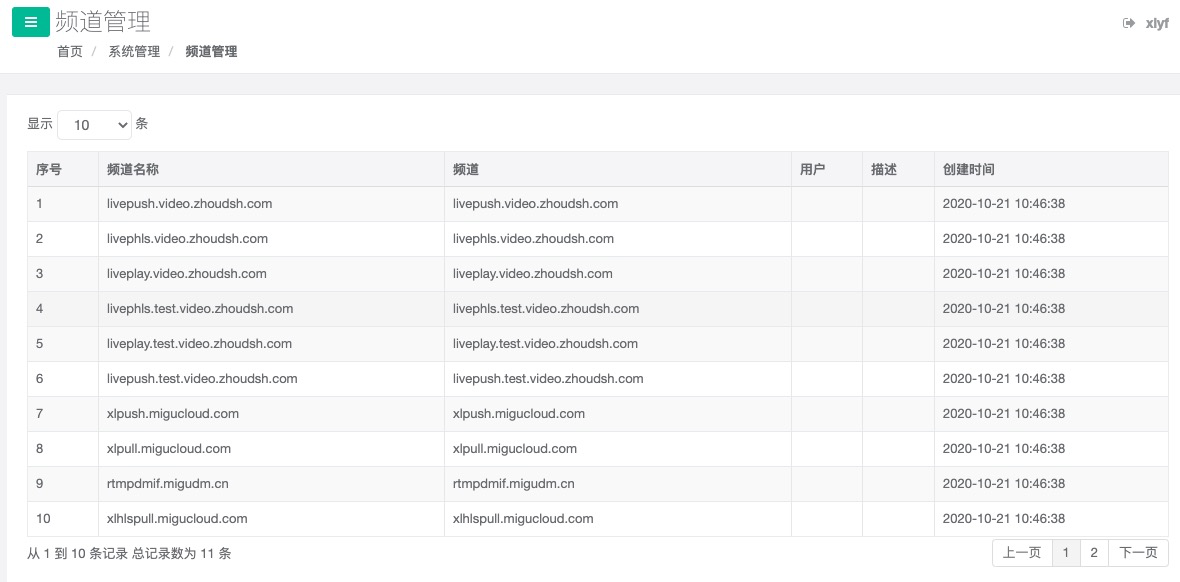 频道管理
xlyf
首页 / 系统管理 / 频道管理
显示 10 条
序号 频道名称 频道 用户 描述 创建时间
1 livepush.video.zhoudsh.com livepush.video.zhoudsh.com 2020-10-21 10:46:38
2 livephls.video.zhoudsh.com livephls.video.zhoudsh.com 2020-10-21 10:46:38
3 liveplay.video.zhoudsh.com liveplay.video.zhoudsh.com 2020-10-21 10:46:38
4 livephls.test.video.zhoudsh.com livephls.test.video.zhoudsh.com 2020-10-21 10:46:38
5 liveplay.test.video.zhoudsh.com liveplay.test.video.zhoudsh.com 2020-10-21 10:46:38
6 livepush.test.video.zhoudsh.com livepush.test.video.zhoudsh.com 2020-10-21 10:46:38
7 xlpush.migucloud.com xlpush.migucloud.com 2020-10-21 10:46:38
8 xlpull.migucloud.com xlpull.migucloud.com 2020-10-21 10:46:38
9 rtmpdmif.migudm.cn rtmpdmif.migudm.cn 2020-10-21 10:46:38
10 xlhlspull.migucloud.com xlhlspull.migucloud.com 2020-10-21 10:46:38
从 1 到 10 条记录 总记录数为 11 条
上一页 1 2 下一页